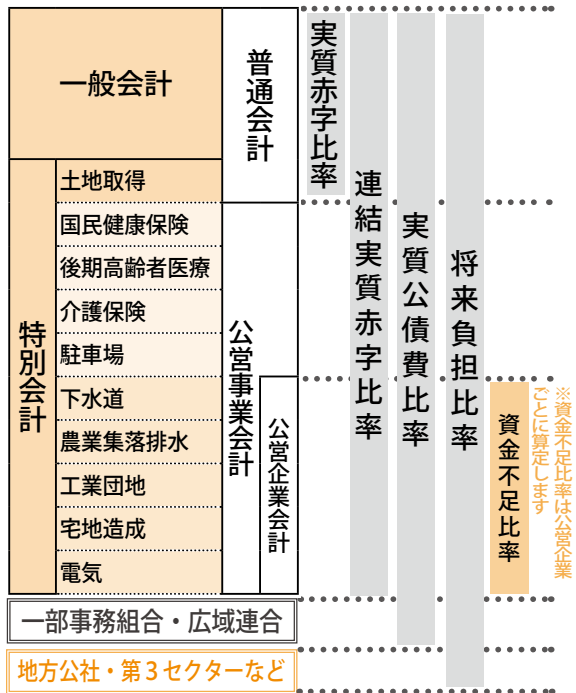 一般会計
特別会計
土地取得
国民健康保険
後期高齢者医療
介護保険
駐車場
下水道
農業集落排水
工業団地
宅地造成
電気
普通会計
公営事業会計
公営企業会計
実質赤字比率
連結実質赤字比率
実質公債費比率
将来負担比率
資金不足比率
※資金不足比率は公営企業
ごとに算定します
一部事務組合・広域連合
地方公社・第3セクターなど